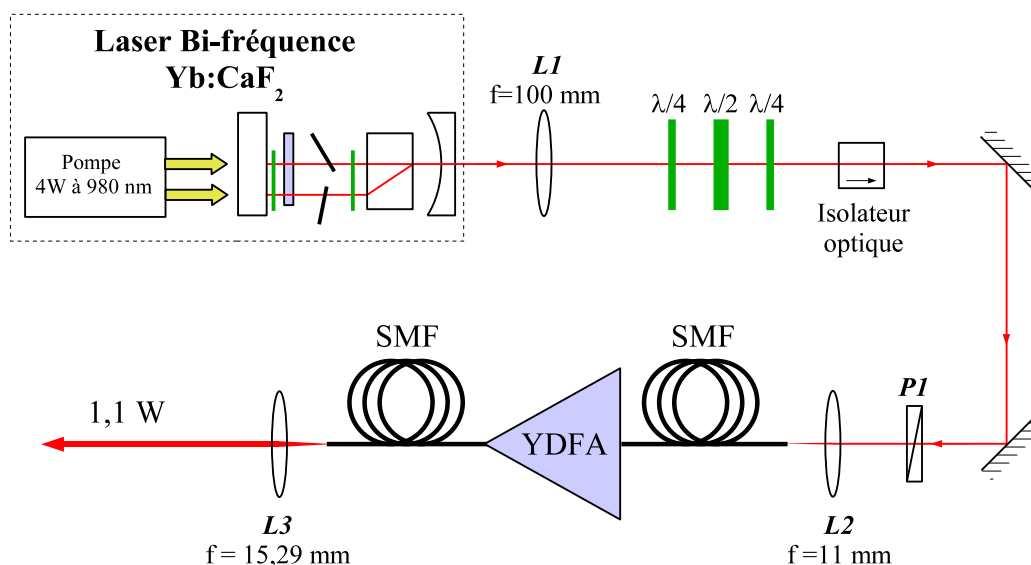 Laser Bi-fréquence
Yb:CaF2
Pompe
4W à 980 nm
L1
f=100 mm
λ/4
λ/2
λ/4
Isolateur
optique
SMF
SMF
P1
1,1 W
YDFA
L3
f = 15,29 mm
L2
f =11 mm